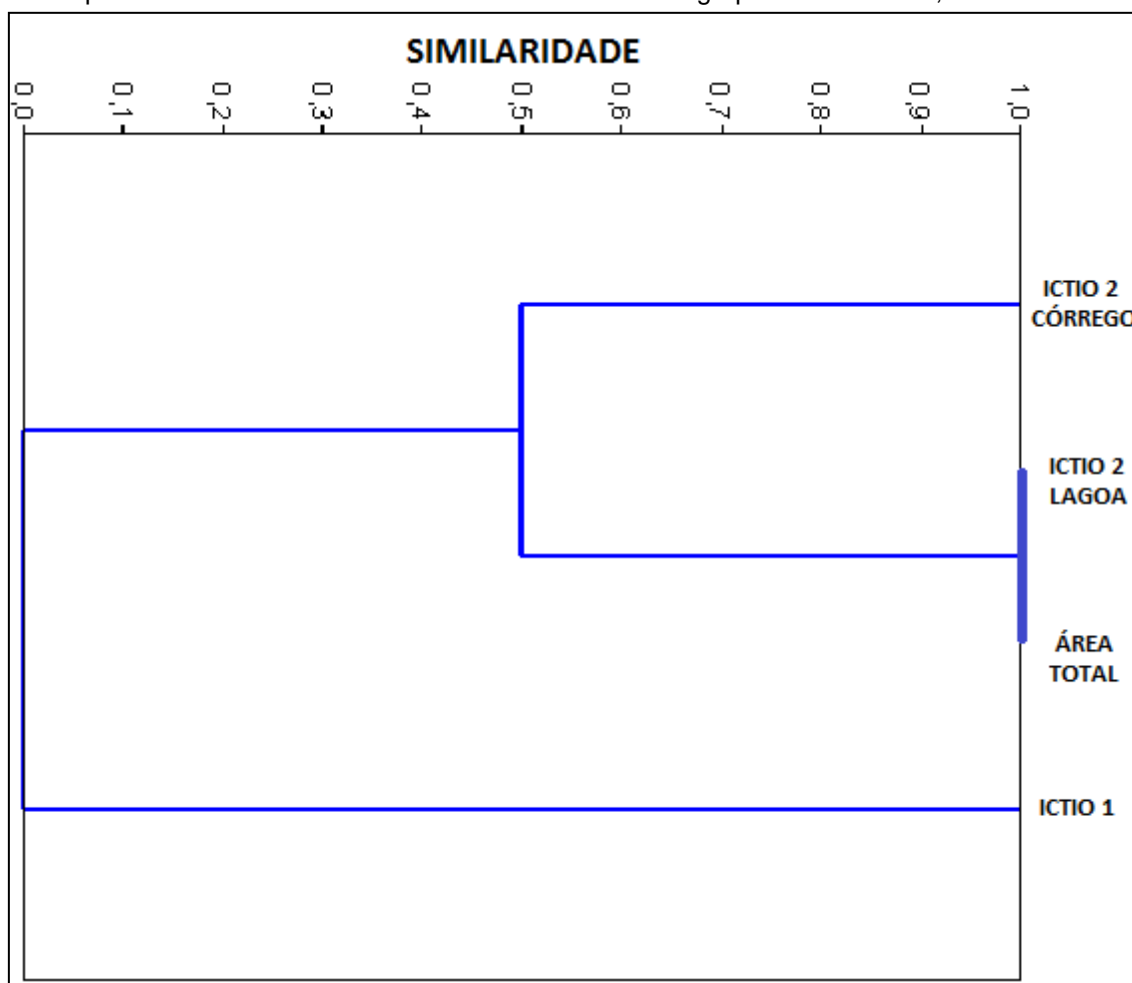 SIMILARIDADE
0,0 0,1 0,2 0,3 0,4 0,5 0,6 0,7 0,8 0,9 1,0
ICTIO 2
CÓRREGO
ICTIO 2
LAGOA
ÁREA
TOTAL
ICTIO 1